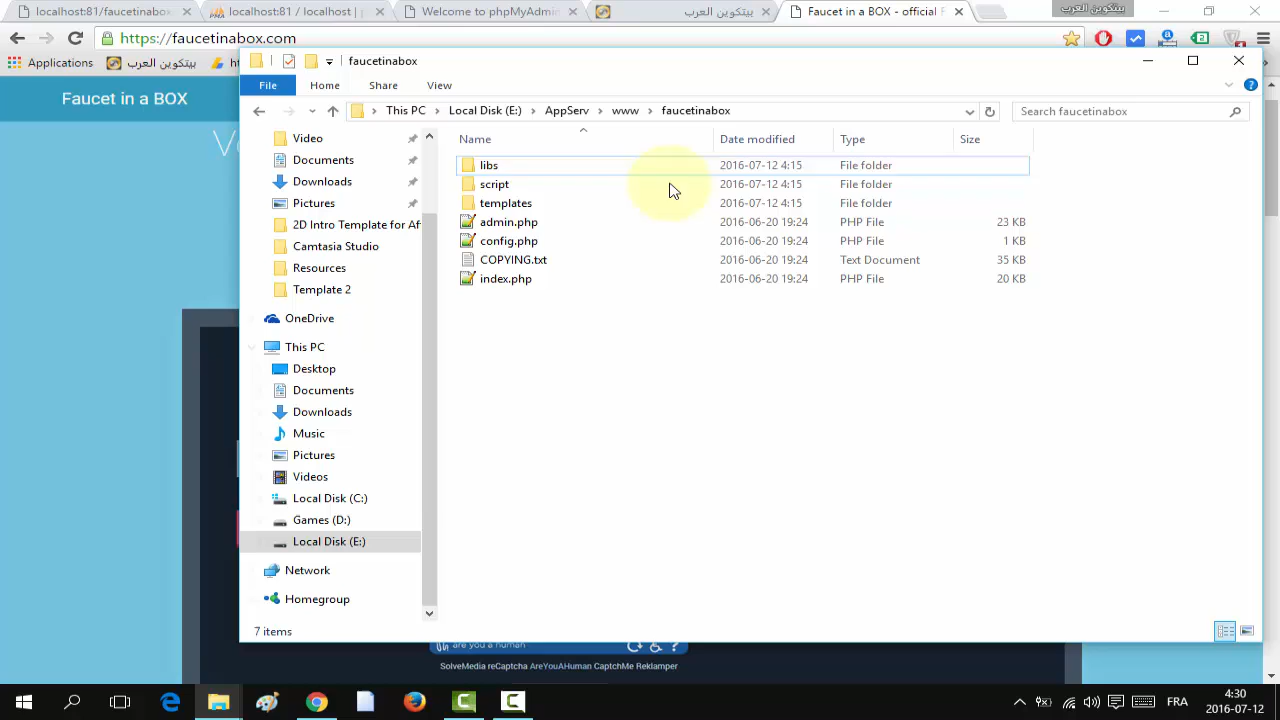 localhost:81/faucetinabox
localhost:81 / localhost | p
Welcome to phpMyAdmin
بيتكوين العرب
Faucet in a BOX - official F
بيتكوين العرب
https://faucetinabox.com
Applications
بيتكوين العرب
Faucet in a BOX
faucetinabox
File
Home
Share
View
This PC
Local Disk (E:)
AppServ
www
faucetinabox
Search faucetinabox
Video
Documents
Downloads
Pictures
2D Intro Template for Af
Camtasia Studio
Resources
Template 2
OneDrive
This PC
Desktop
Documents
Downloads
Music
Pictures
Videos
Local Disk (C:)
Games (D:)
Local Disk (E:)
Network
Homegroup
Name Date modified Type Size
libs 2016-07-12 4:15 File folder
script 2016-07-12 4:15 File folder
templates 2016-07-12 4:15 File folder
admin.php 2016-06-20 19:24 PHP File 23 KB
config.php 2016-06-20 19:24 PHP File 1 KB
COPYING.txt 2016-06-20 19:24 Text Document 35 KB
index.php 2016-06-20 19:24 PHP File 20 KB
7 items
are you a human
SolveMedia reCaptcha AreYouAHuman CaptchMe Reklamper
FRA
4:30
2016-07-12